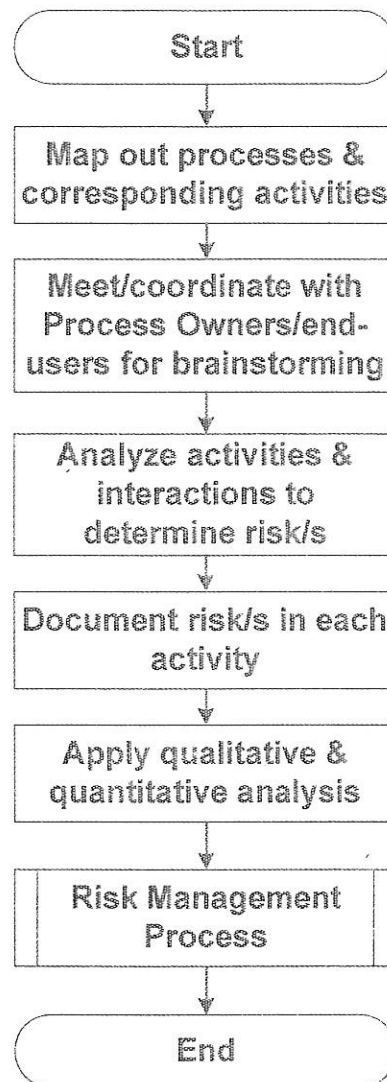 Start
Map out processes &
corresponding activities
Meet/coordinate with
Process Owners/end-
users for brainstorming
Analyze activities &
interactions to
determine risk/s
Document risk/s in each
activity
Apply qualitative &
quantitative analysis
Risk Management
Process
End